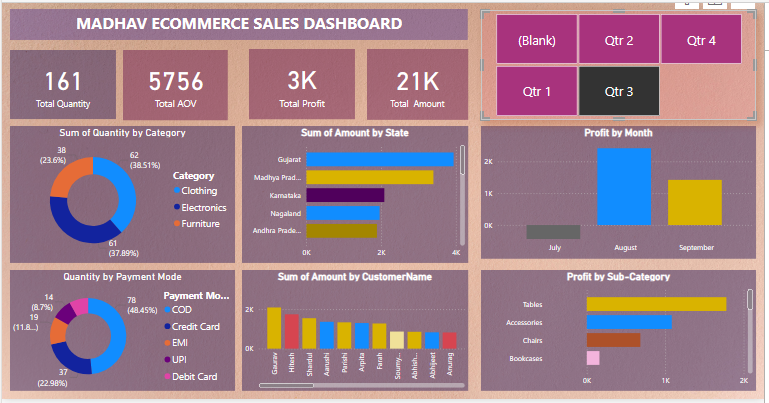 MADHAV ECOMMERCE SALES DASHBOARD
(Blank)
Qtr 2
Qtr 4
Qtr 1
Qtr 3
161
Total Quantity
5756
Total AOV
3K
Total Profit
21K
Total Amount
Sum of Quantity by Category
38
(23.6%)
62
(38.51%)
61
(37.89%)
Category
Clothing
Electronics
Furniture
Sum of Amount by State
Gujarat
Madhya Prad...
Karnataka
Nagaland
Andhra Prade...
0K
2K
4K
Profit by Month
2K
1K
0K
July
August
September
Quantity by Payment Mode
14
(8.7%)
19
(11.8...)
37
(22.98%)
78
(48.45%)
Payment Mo...
COD
Credit Card
EMI
UPI
Debit Card
Sum of Amount by CustomerName
2K
0K
Gaurav
Hitesh
Shardul
Aarushi
Parishi
Arpita
Farah
Soumy...
Abhish...
Abhijeet
Anurag
Profit by Sub-Category
Tables
Accessories
Chairs
Bookcases
0K
1K
2K